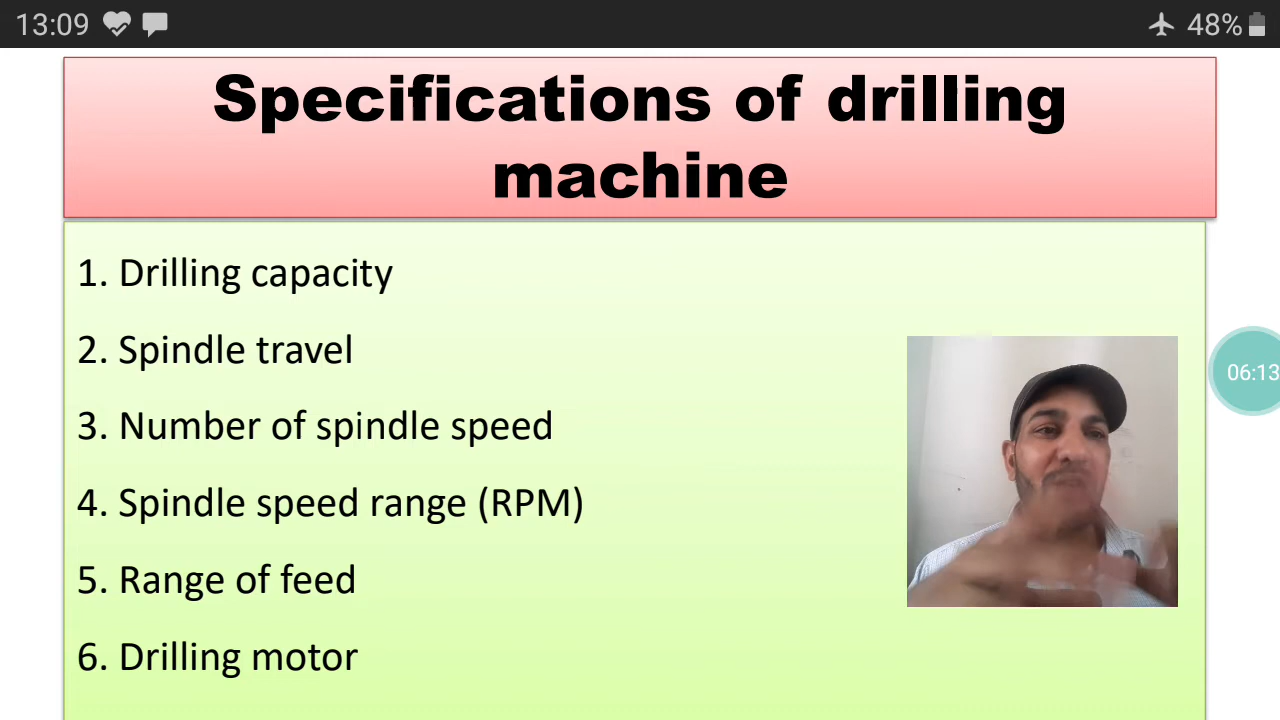 13:09
48%
Specifications of drilling
machine
1. Drilling capacity
2. Spindle travel
3. Number of spindle speed
4. Spindle speed range (RPM)
5. Range of feed
6. Drilling motor
06:13